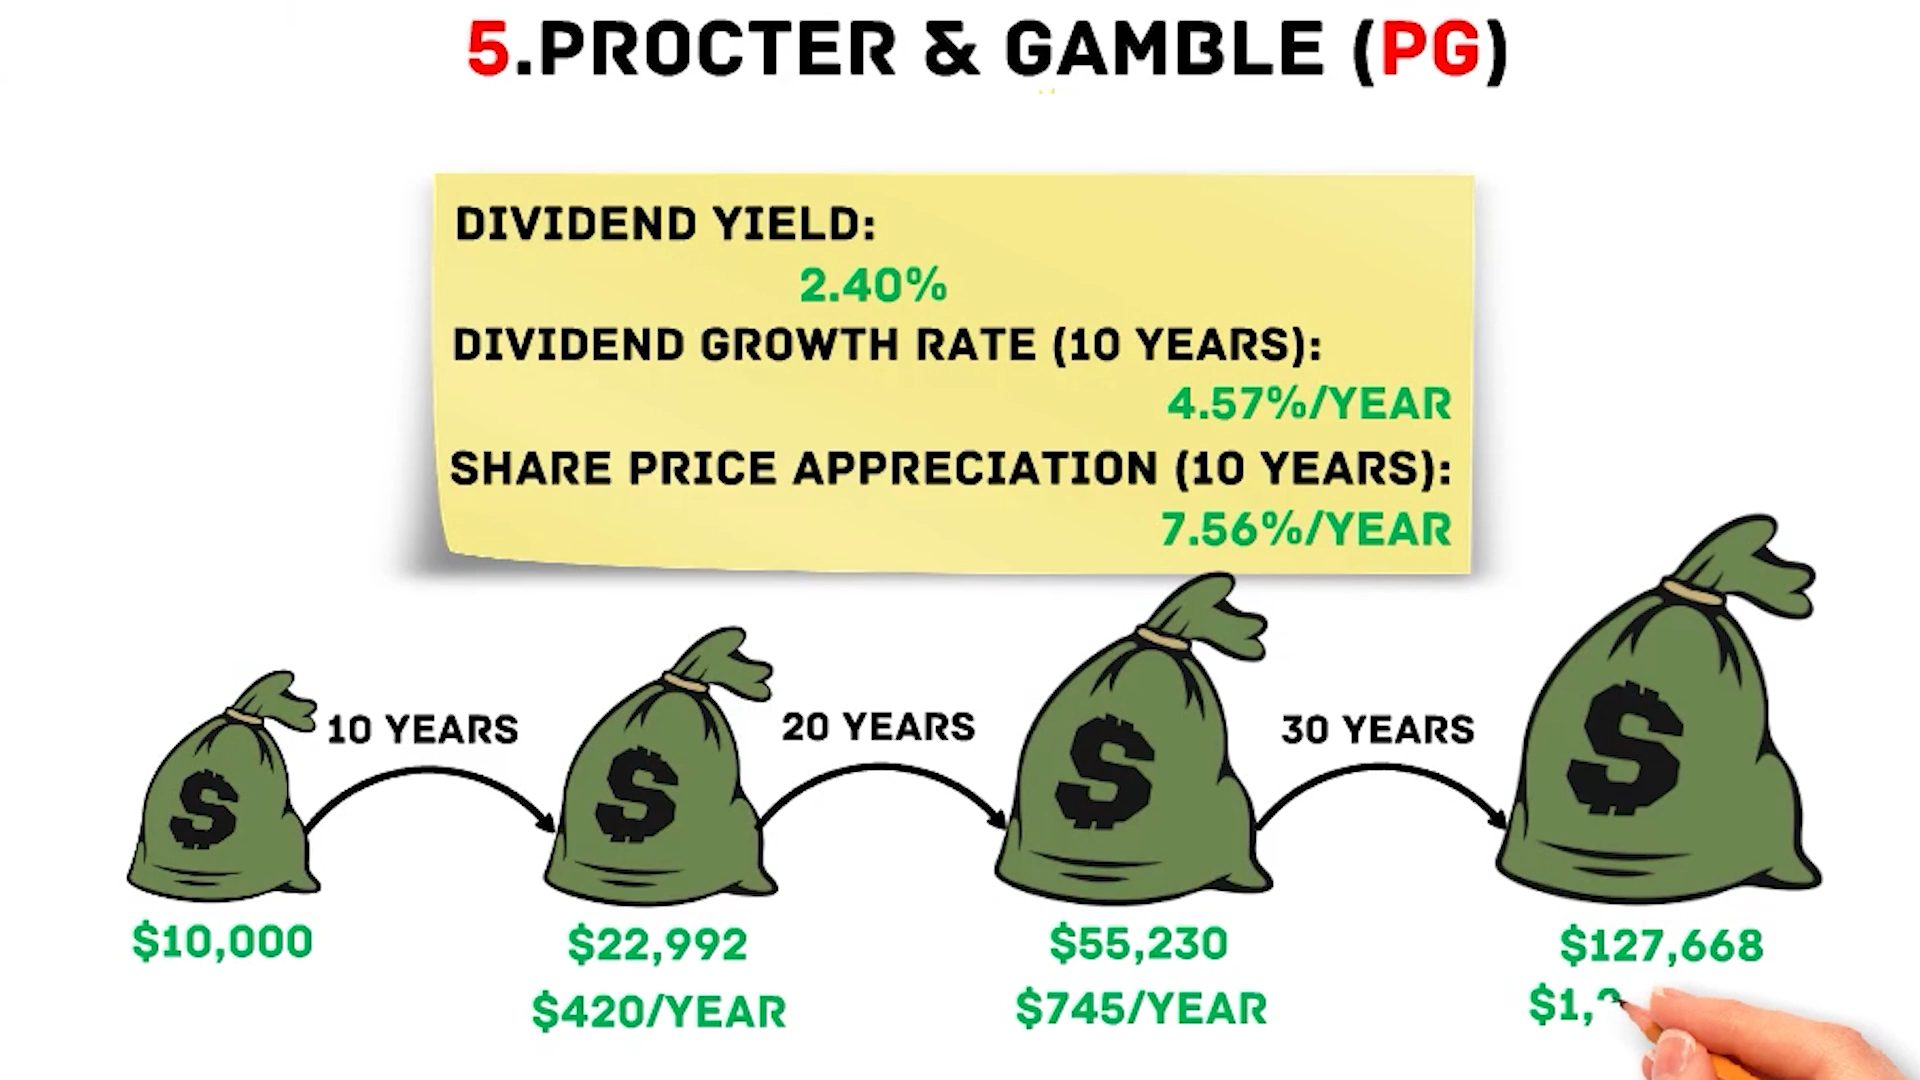 5.PROCTER & GAMBLE (PG)
DIVIDEND YIELD:
2.40%
DIVIDEND GROWTH RATE (10 YEARS):
4.57%/YEAR
SHARE PRICE APPRECIATION (10 YEARS):
7.56%/YEAR
10 YEARS
20 YEARS
30 YEARS
$10,000
$22,992
$55,230
$127,668
$420/YEAR
$745/YEAR
$1,